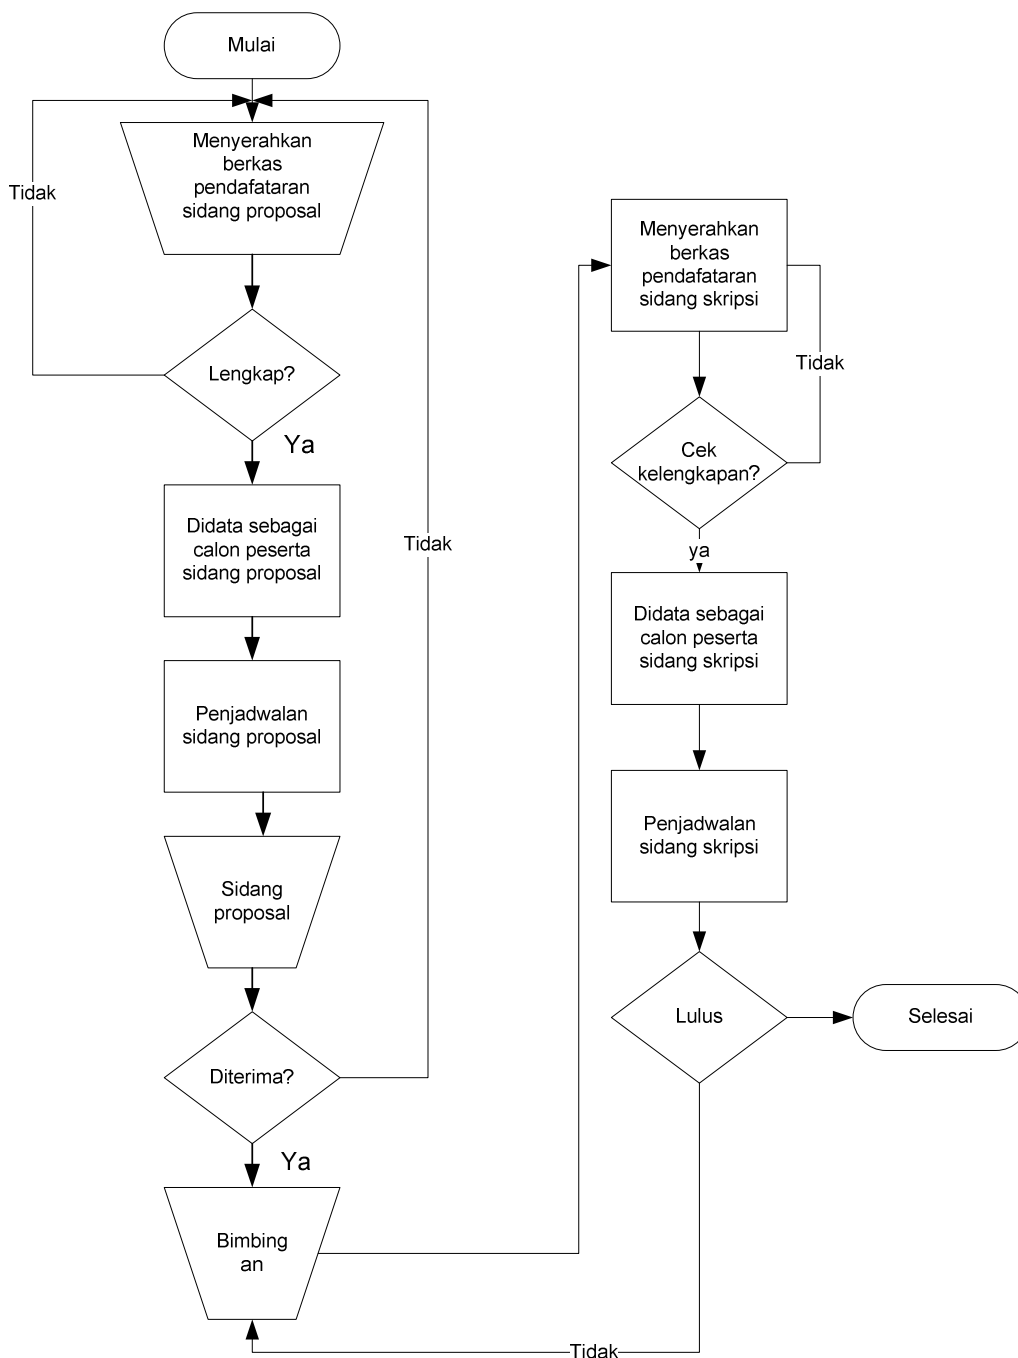 Mulai
Menyerahkan
berkas
pendafataran
sidang proposal
Tidak
Lengkap?
Ya
Didata sebagai
calon peserta
sidang proposal
Tidak
Penjadwalan
sidang proposal
Sidang
proposal
Diterima?
Ya
Bimbing
an
Menyerahkan
berkas
pendafataran
sidang skripsi
Tidak
Cek
kelengkapan?
ya
Didata sebagai
calon peserta
sidang skripsi
Penjadwalan
sidang skripsi
Lulus
Selesai
Tidak